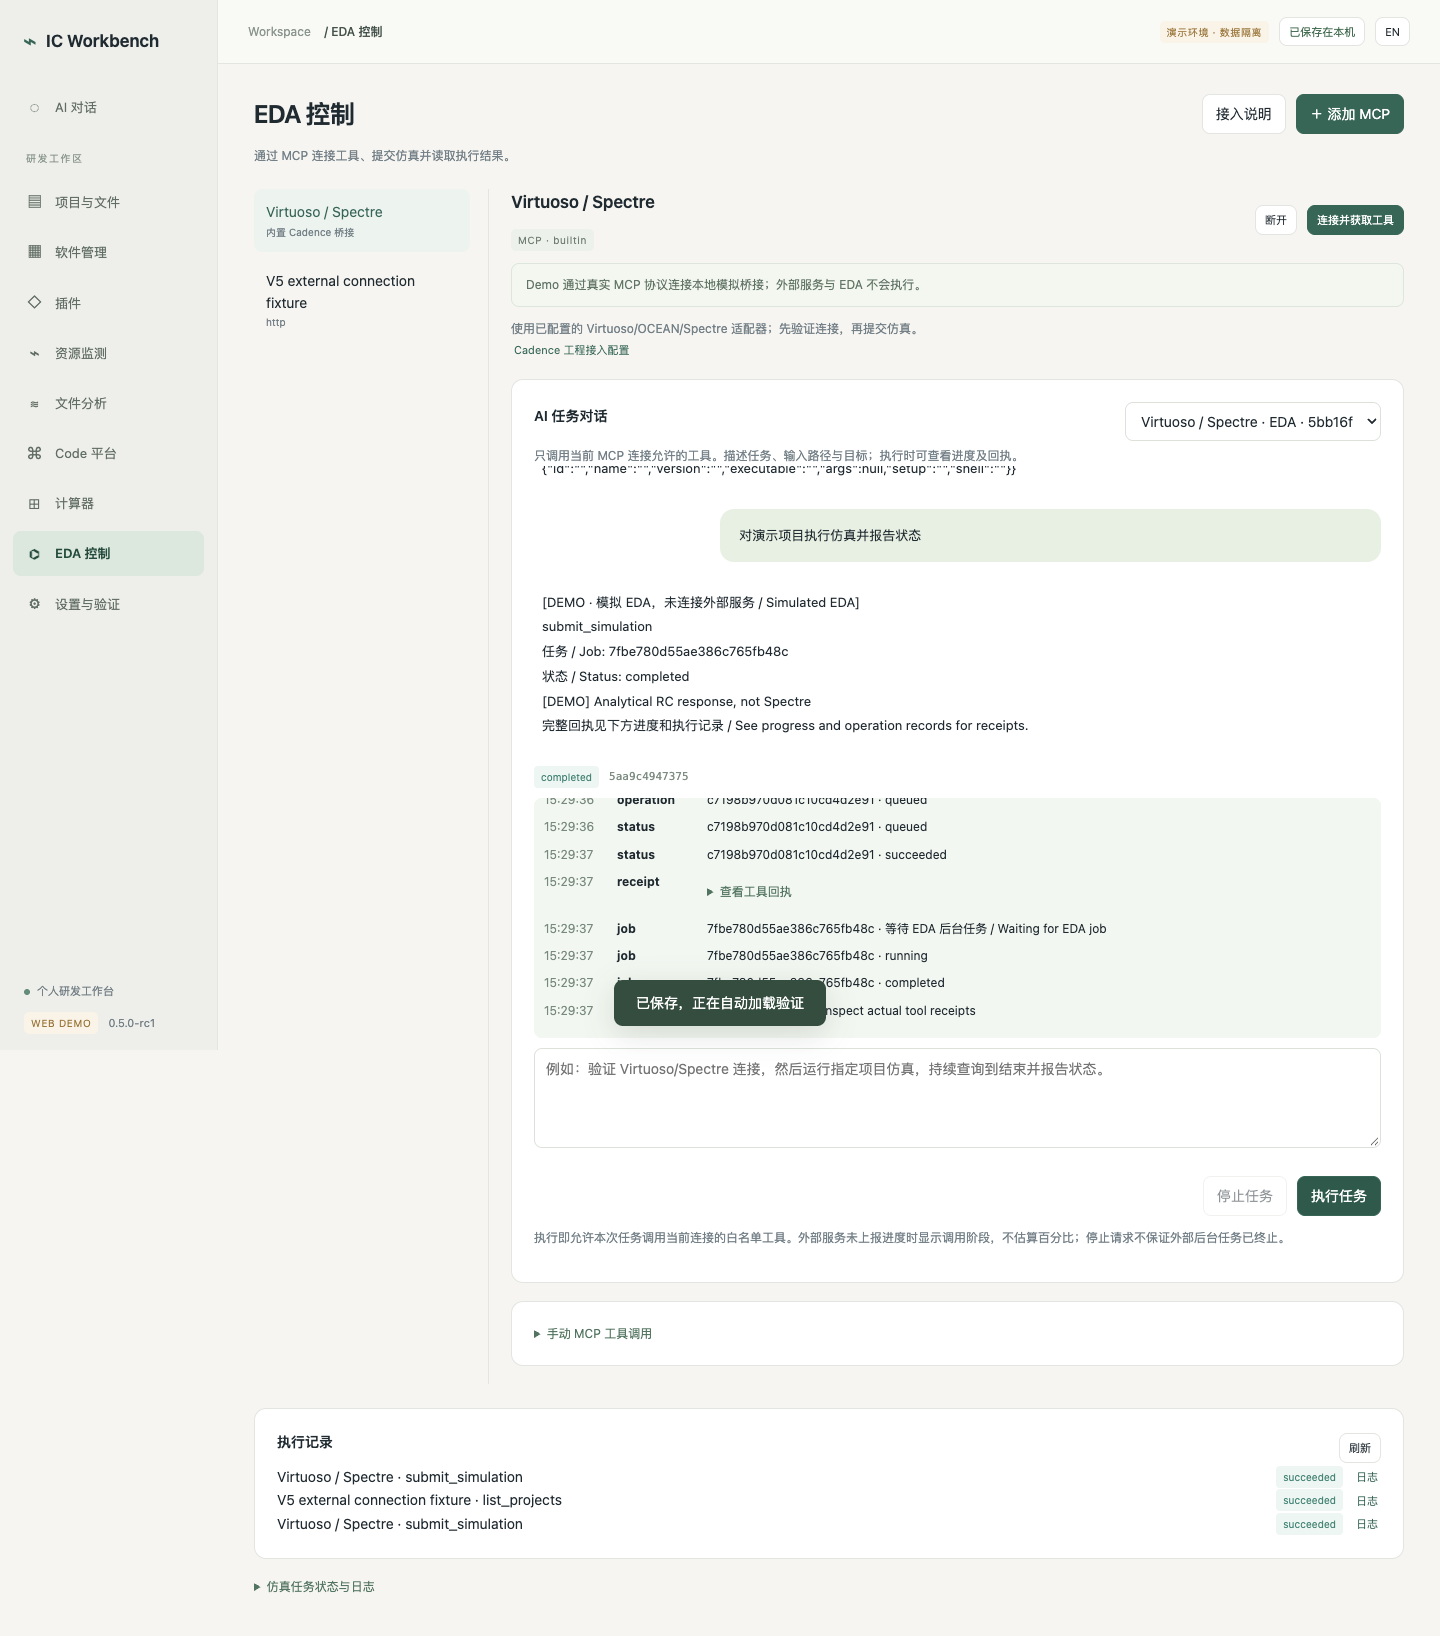 IC Workbench
AI 对话
研发工作区
项目与文件
软件管理
插件
资源监测
文件分析
Code 平台
计算器
EDA 控制
设置与验证
个人研发工作台
WEB DEMO 0.5.0-rc1
Workspace / EDA 控制
演示环境 · 数据隔离
已保存在本机
EN
EDA 控制
接入说明
+ 添加 MCP
通过 MCP 连接工具、提交仿真并读取执行结果。
Virtuoso / Spectre
内置 Cadence 桥接
V5 external connection
fixture
http
Virtuoso / Spectre
MCP · builtin
断开
连接并获取工具
Demo 通过真实 MCP 协议连接本地模拟桥接；外部服务与 EDA 不会执行。
使用已配置的 Virtuoso/OCEAN/Spectre 适配器；先验证连接，再提交仿真。
Cadence 工程接入配置
AI 任务对话
Virtuoso / Spectre · EDA · 5bb16f
只调用当前 MCP 连接允许的工具。描述任务、输入路径与目标；执行时可查看进度及回执。
{"id":"","name":"","version":"","executable":"","args":null,"setup":"","shell":""}}
对演示项目执行仿真并报告状态
[DEMO · 模拟 EDA，未连接外部服务 / Simulated EDA]
submit_simulation
任务 / Job: 7fbe780d55ae386c765fb48c
状态 / Status: completed
[DEMO] Analytical RC response, not Spectre
完整回执见下方进度和执行记录 / See progress and operation records for receipts.
completed 5aa9c4947375
15:29:36 operation c7198b970d081c10cd4d2e91 · queued
15:29:36 status c7198b970d081c10cd4d2e91 · queued
15:29:37 status c7198b970d081c10cd4d2e91 · succeeded
15:29:37 receipt 查看工具回执
15:29:37 job 7fbe780d55ae386c765fb48c · 等待 EDA 后台任务 / Waiting for EDA job
15:29:37 job 7fbe780d55ae386c765fb48c · running
15:29:37 765fb48c · completed
15:29:37 nspect actual tool receipts
已保存，正在自动加载验证
例如：验证 Virtuoso/Spectre 连接，然后运行指定项目仿真，持续查询到结束并报告状态。
停止任务
执行任务
执行即允许本次任务调用当前连接的白名单工具。外部服务未上报进度时显示调用阶段，不估算百分比；停止请求不保证外部后台任务已终止。
手动 MCP 工具调用
执行记录
刷新
Virtuoso / Spectre · submit_simulation succeeded 日志
V5 external connection fixture · list_projects succeeded 日志
Virtuoso / Spectre · submit_simulation succeeded 日志
仿真任务状态与日志